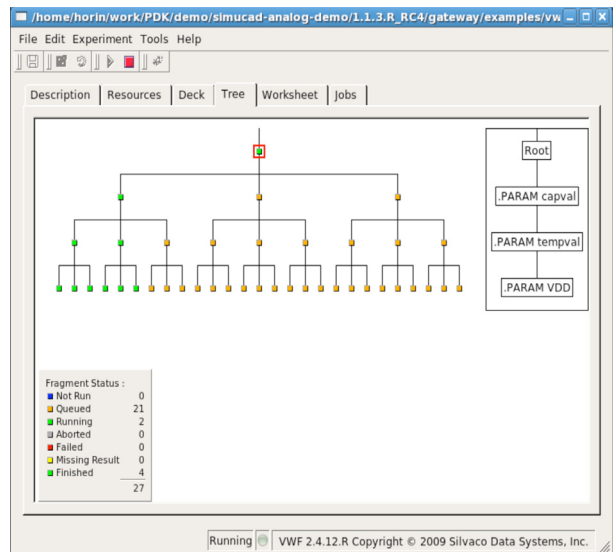 /home/horin/work/PDK/demo/simucad-analog-demo/1.1.3.R_RC4/gateway/examples/vw
File Edit Experiment Tools Help
Description Resources Deck Tree Worksheet Jobs
Root
.PARAM capval
.PARAM tempval
.PARAM VDD
Fragment Status :
Not Run 0
Queued 21
Running 2
Aborted 0
Failed 0
Missing Result 0
Finished 4
27
Running VWF 2.4.12.R Copyright © 2009 Silvaco Data Systems, Inc.